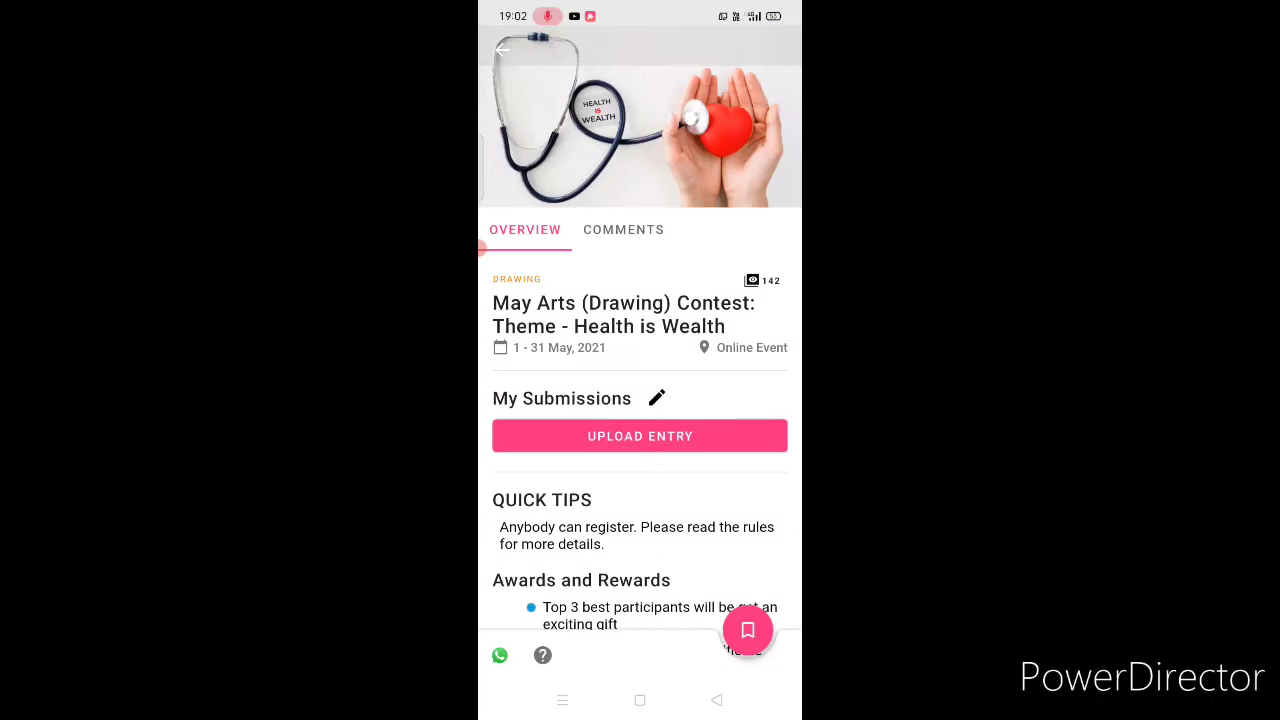 19:02
55
HEALTH
IS
WEALTH
OVERVIEW COMMENTS
DRAWING
142
May Arts (Drawing) Contest:
Theme - Health is Wealth
1 - 31 May, 2021
Online Event
My Submissions
UPLOAD ENTRY
QUICK TIPS
Anybody can register. Please read the rules
for more details.
Awards and Rewards
Top 3 best participants will be get an
exciting gift
PowerDirector